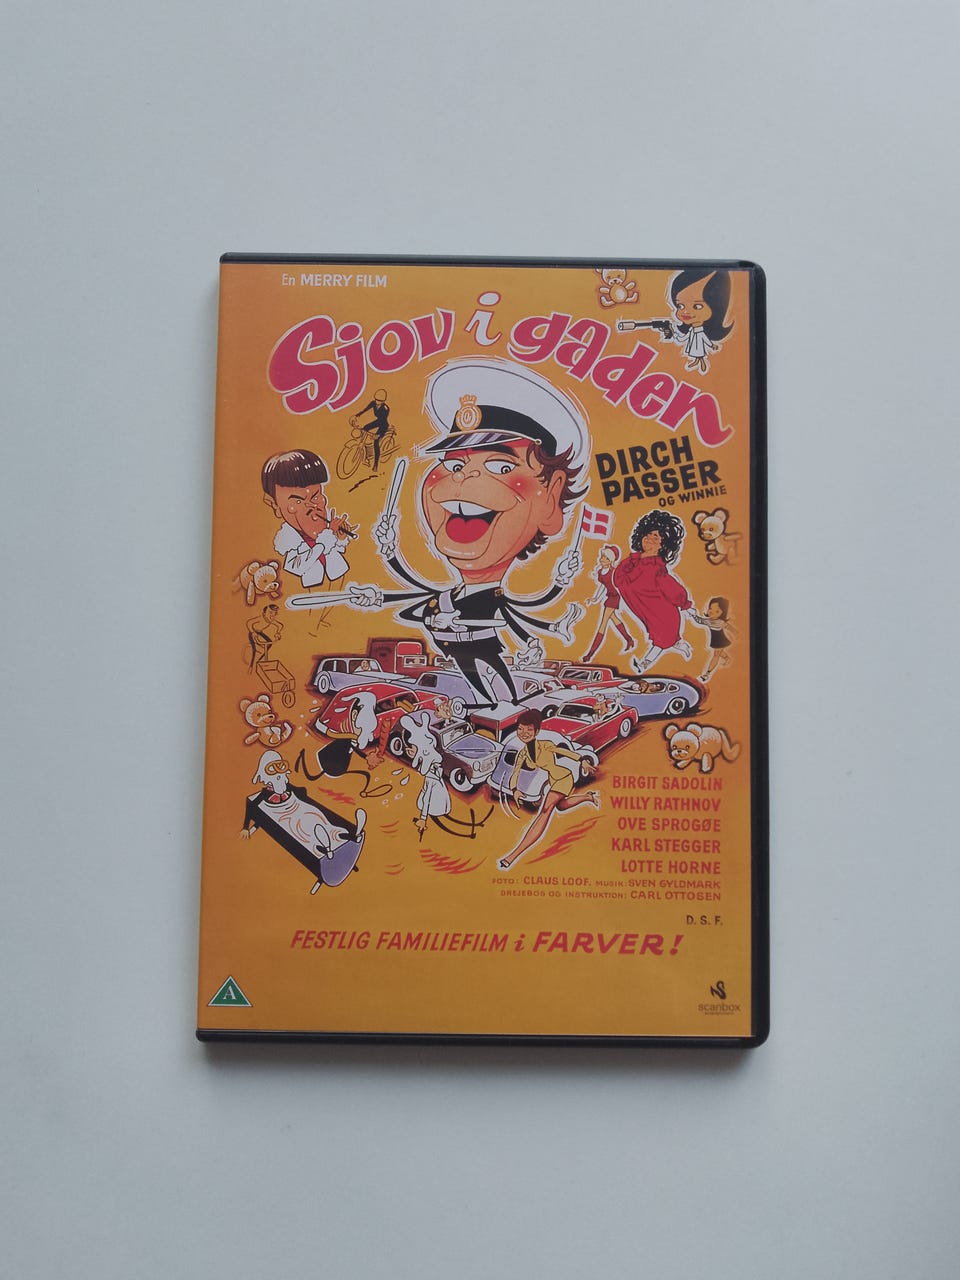 En MERRY FILM
Sjov i gaden
DIRCH
PASSER
OG WINNIE
BIRGIT SADOLIN
WILLY RATHNOV
OVE SPROGØE
KARL STEGGER
LOTTE HORNE
FOTO: CLAUS LOOF. MUSIK: SVEN GYLDMARK
DREJEBOG OG INSTRUKTION: CARL OTTOSEN
D. S. F.
FESTLIG FAMILIEFILM i FARVER!
A
scanbox